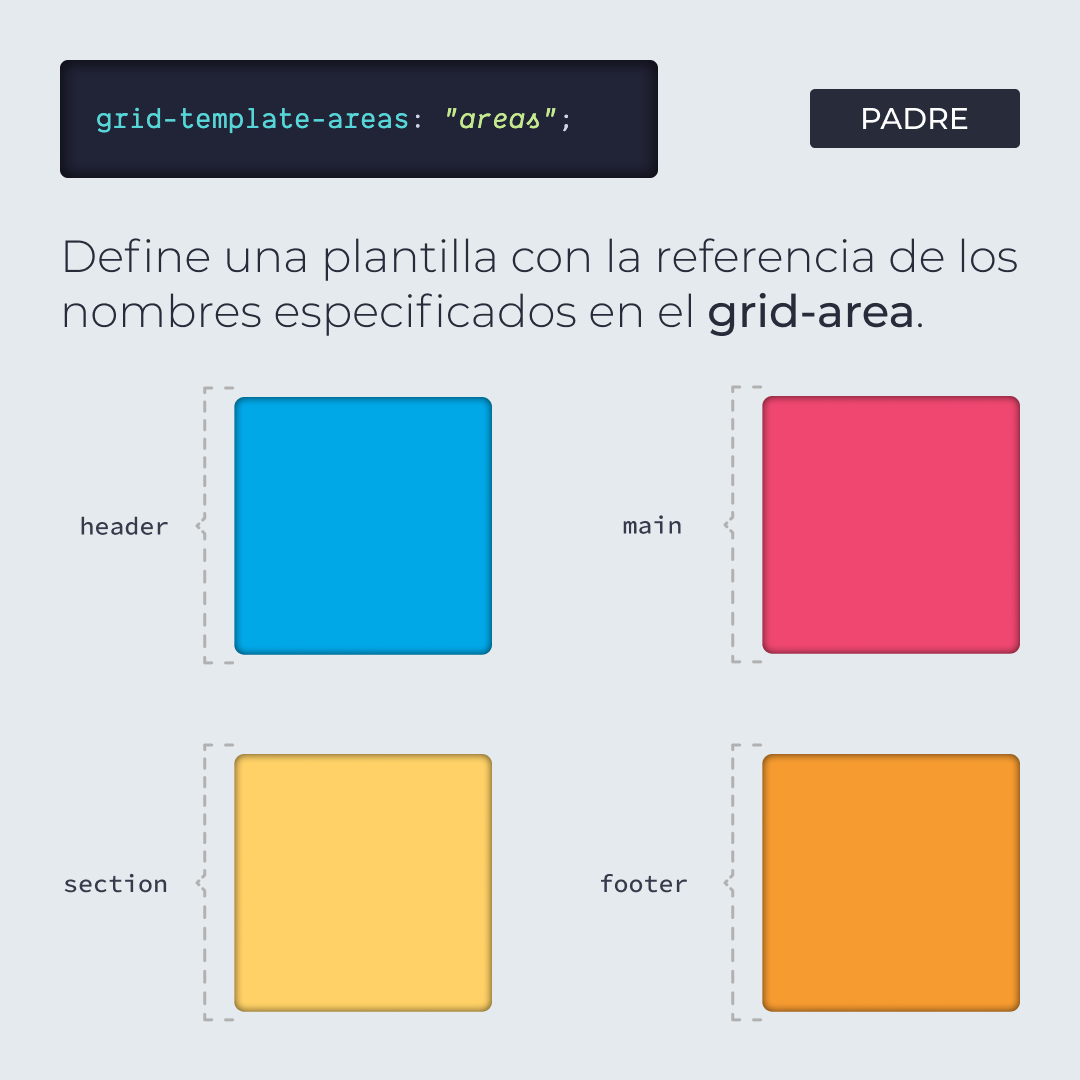 grid-template-areas: "areas";
PADRE
Define una plantilla con la referencia de los
nombres especificados en el grid-area.
header
main
section
footer